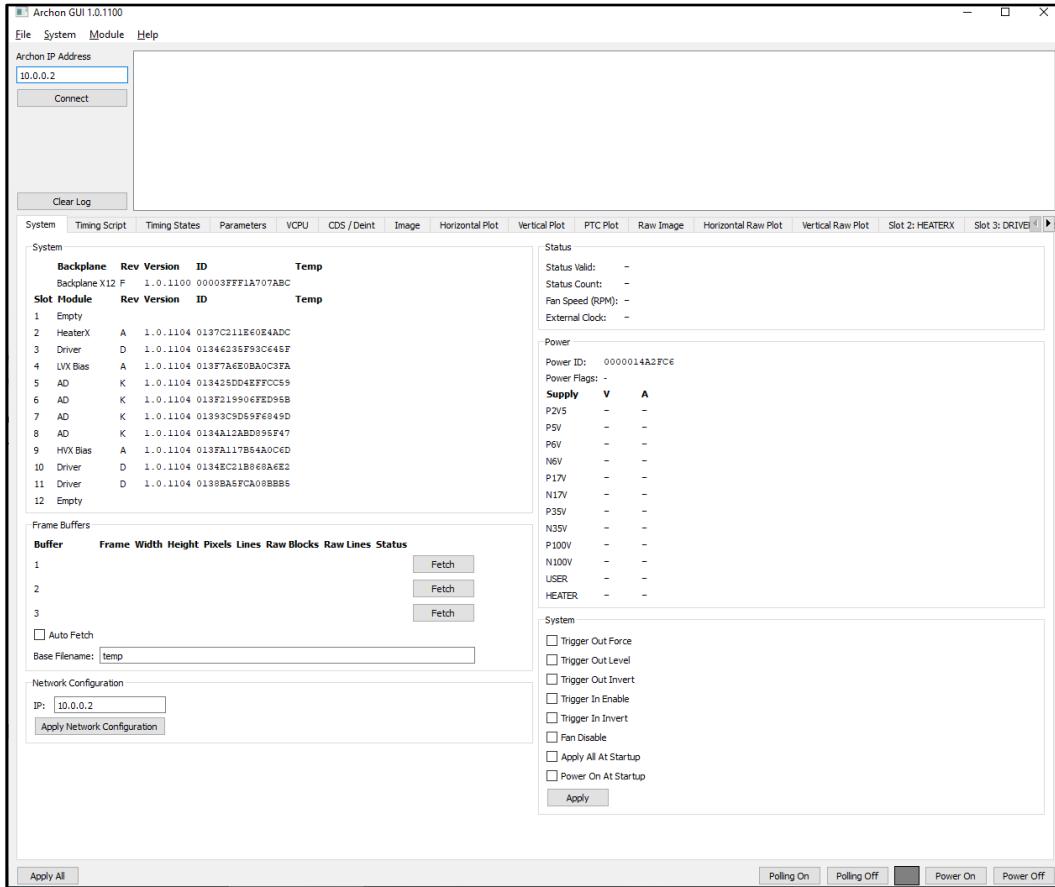 Archon GUI 1.0.1100
File System Module Help
Archon IP Address
10.0.0.2
Connect
Clear Log
System Timing Script Timing States Parameters VCPU CDS / Deint Image Horizontal Plot Vertical Plot PTC Plot Raw Image Horizontal Raw Plot Vertical Raw Plot Slot 2: HEATERX Slot 3: DRIVE
System
Backplane Rev Version ID Temp
Backplane X12 F 1.0.1100 00003FFF1A707ABC
Slot Module Rev Version ID Temp
1 Empty
2 HeaterX A 1.0.1104 0137C211E60E4ADC
3 Driver D 1.0.1104 01346235F93C645F
4 LVX Bias A 1.0.1104 013F7A6E0BA0C3FA
5 AD K 1.0.1104 013425DD4EFFCC59
6 AD K 1.0.1104 013F219906FED95B
7 AD K 1.0.1104 01393C9D59F6849D
8 AD K 1.0.1104 0134A12ABD895F47
9 HVX Bias A 1.0.1104 013FA117B54A0C6D
10 Driver D 1.0.1104 0134EC21B868A6E2
11 Driver D 1.0.1104 0138BA5FCA08BBB5
12 Empty
Frame Buffers
Buffer Frame Width Height Pixels Lines Raw Blocks Raw Lines Status
1 Fetch
2 Fetch
3 Fetch
Auto Fetch
Base Filename: temp
Network Configuration
IP: 10.0.0.2
Apply Network Configuration
Status
Status Valid: -
Status Count: -
Fan Speed (RPM): -
External Clock: -
Power
Power ID: 0000014A2FC6
Power Flags: -
Supply V A
P2V5 - -
P5V - -
P6V - -
N6V - -
P17V - -
N17V - -
P35V - -
N35V - -
P100V - -
N100V - -
USER - -
HEATER - -
System
Trigger Out Force
Trigger Out Level
Trigger Out Invert
Trigger In Enable
Trigger In Invert
Fan Disable
Apply All At Startup
Power On At Startup
Apply
Apply All Polling On Polling Off Power On Power Off